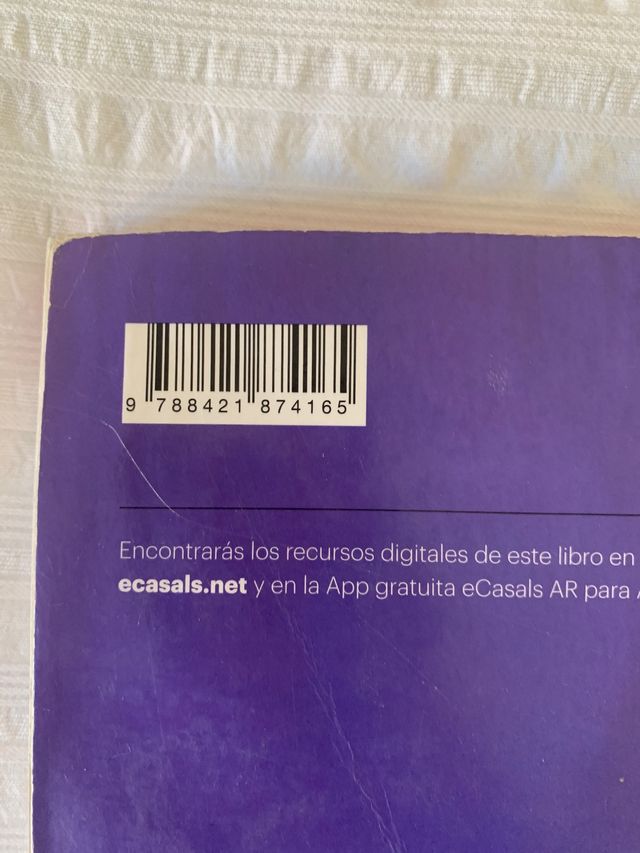 9 788421 874165
Encontrarás los recursos digitales de este libro en
ecasals.net y en la App gratuita eCasals AR para